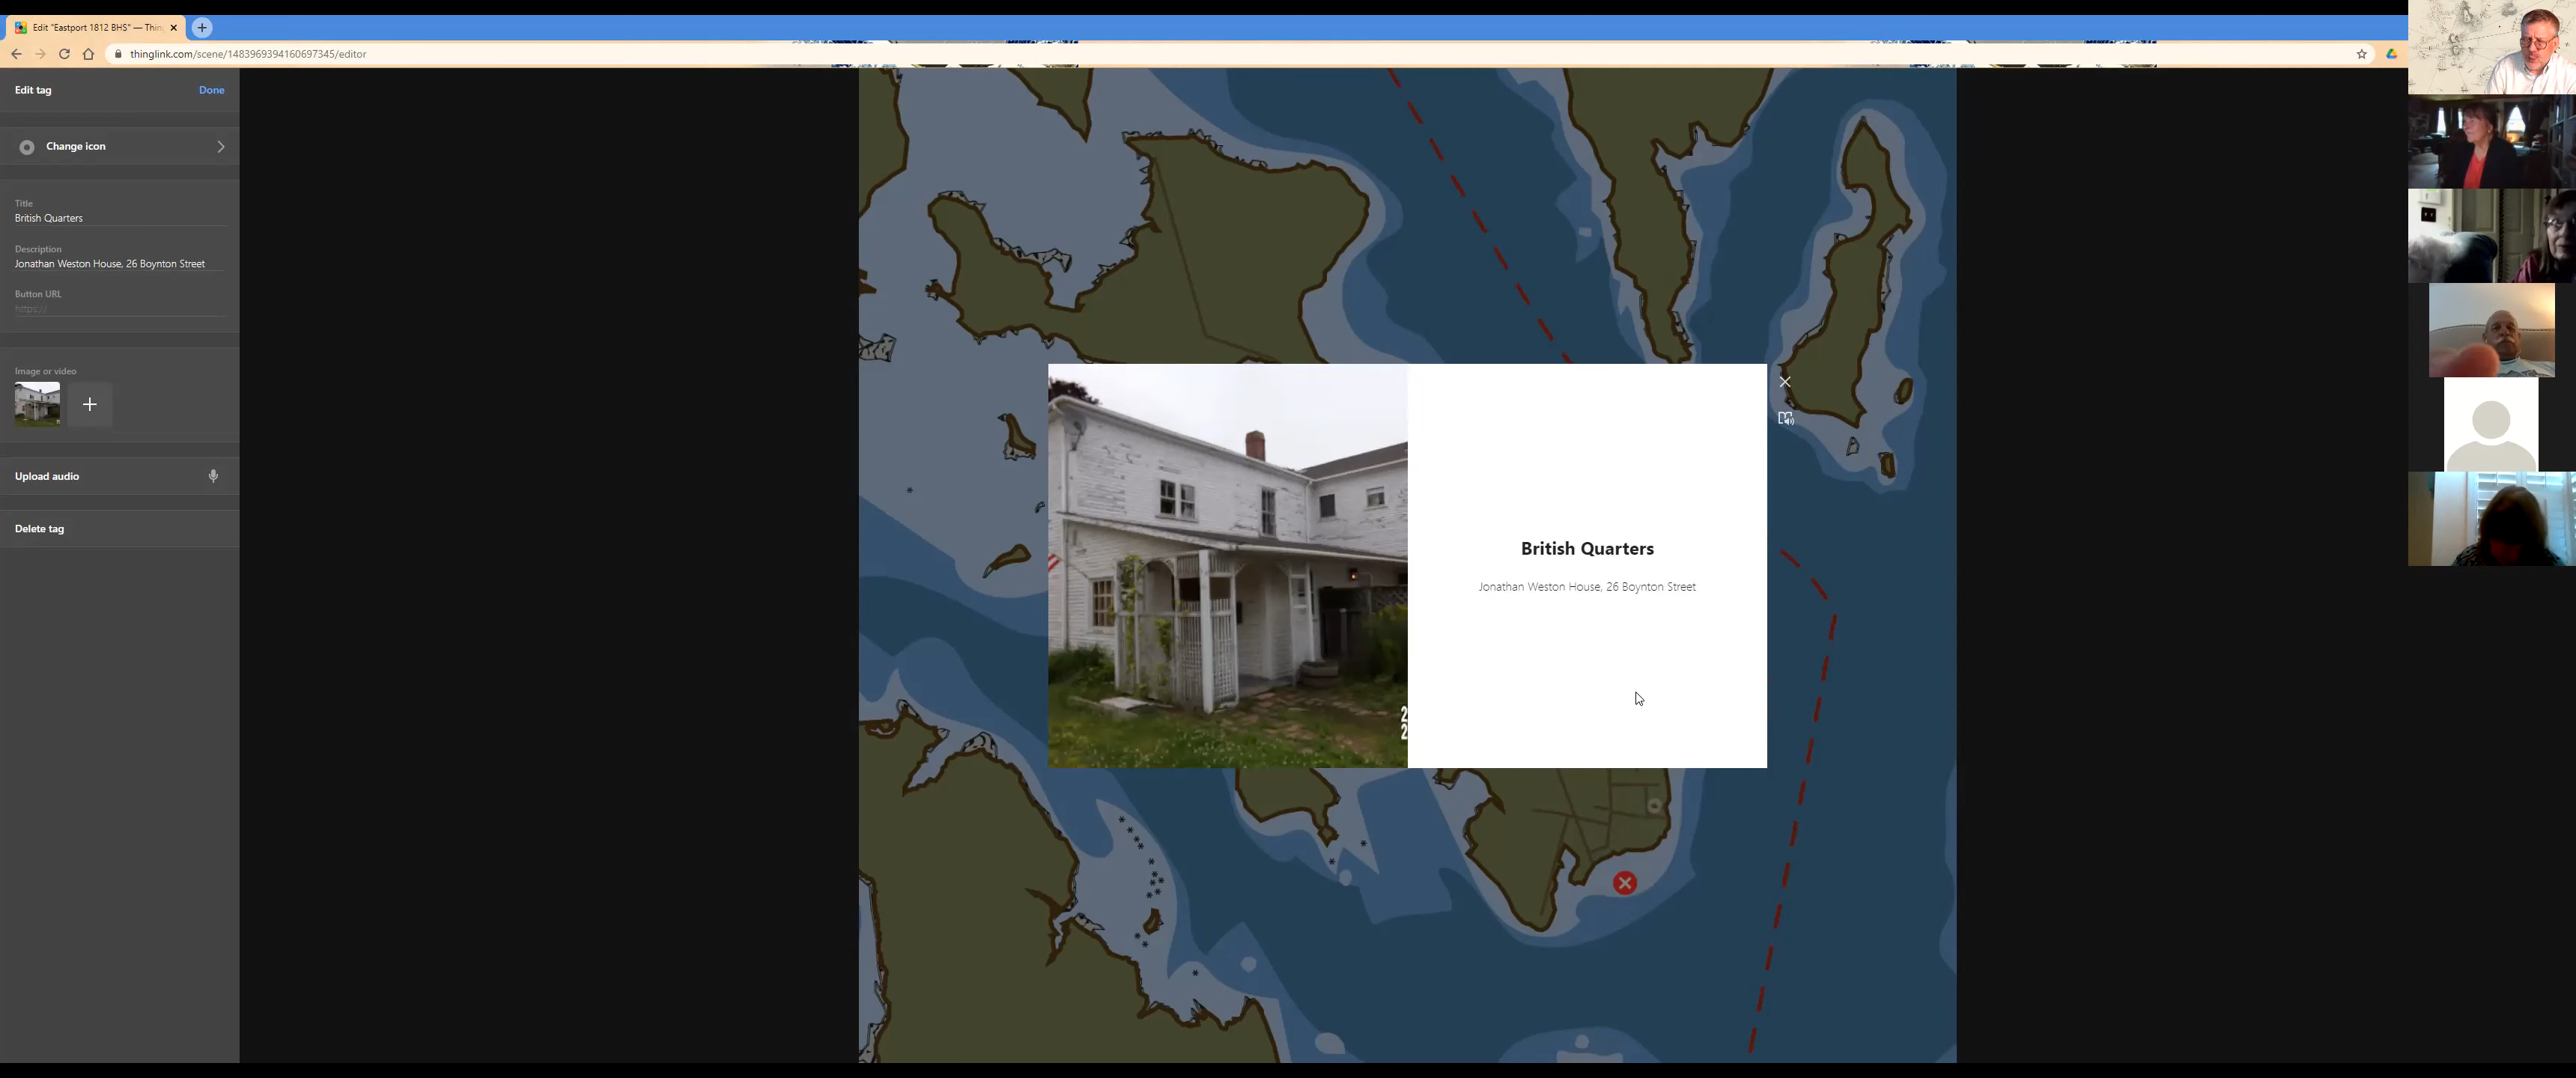 Edit "Eastport 1812 BHS" — Thin
thinglink.com/scene/1483969394160697345/editor
Edit tag
Done
Change icon
Title
British Quarters
Description
Jonathan Weston House, 26 Boynton Street
Button URL
https://
Image or video
Upload audio
Delete tag
British Quarters
Jonathan Weston House, 26 Boynton Street
2
2